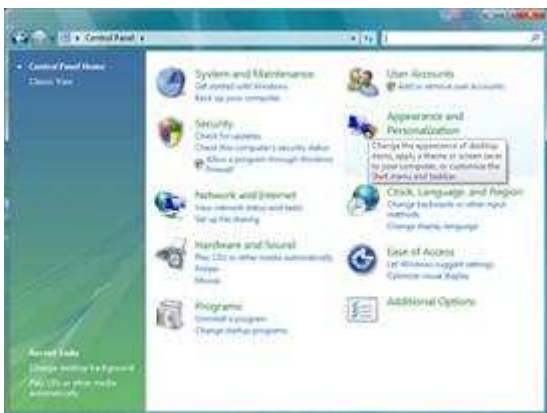 Control Panel
Control Panel Home
Classic View
System and Maintenance
Get started with Windows
Back up your computer
Security
Check for updates
Check this computer's security status
Allow a program through Windows
Firewall
Network and Internet
View network status and tasks
Set up file sharing
Hardware and Sound
Play CDs or other media automatically
Printer
Mouse
Programs
Uninstall a program
Change startup programs
User Accounts
Add or remove user accounts
Appearance and
Personalization
Change the appearance of desktop
items, apply a theme or screen saver
to your computer, or customize the
Start menu and taskbar.
Clock, Language, and Region
Change keyboards or other input
methods
Change display language
Ease of Access
Let Windows suggest settings
Optimize visual display
Additional Options
Recent Tasks
Change desktop background
Play CDs or other media
automatically